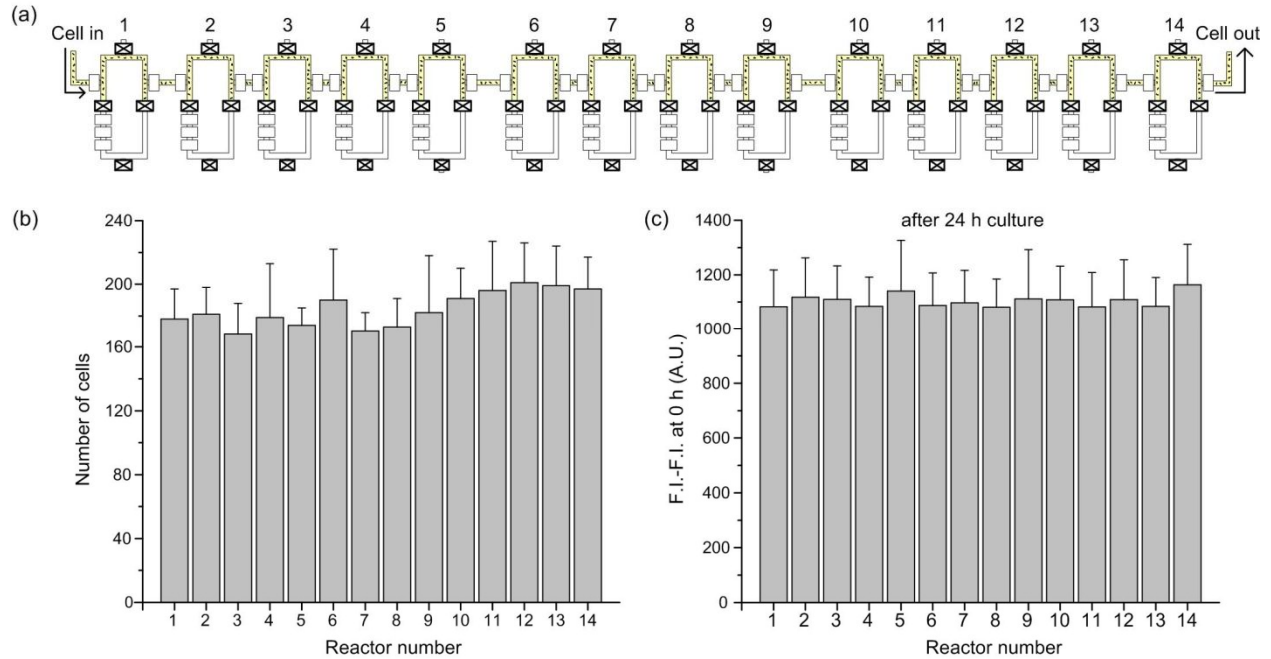 (a)
1 2 3 4 5 6 7 8 9 10 11 12 13 14
Cell in
Cell out
(b)
240
200
160
120
80
40
0
Number of cells
1 2 3 4 5 6 7 8 9 10 11 12 13 14
Reactor number
(c)
after 24 h culture
1400
1200
1000
800
600
400
200
0
F.I.-F.I. at 0 h (A.U.)
1 2 3 4 5 6 7 8 9 10 11 12 13 14
Reactor number